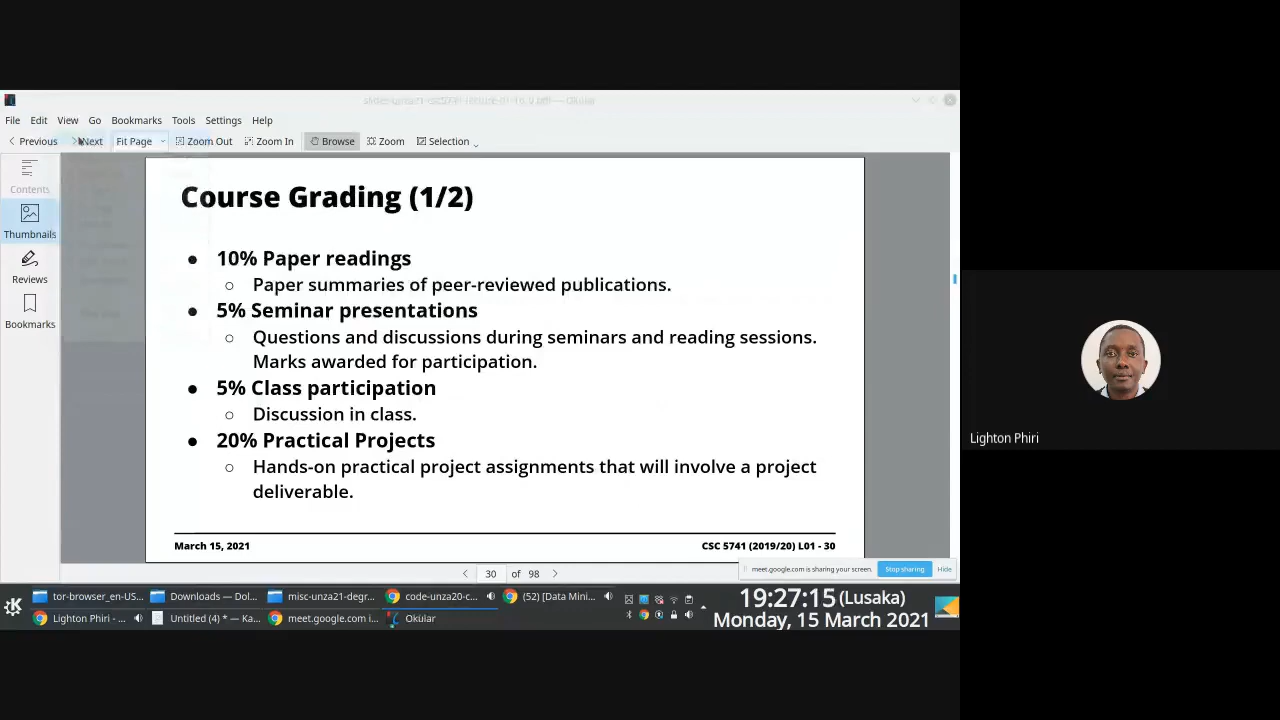 File Edit View Go Bookmarks Tools Settings Help
Previous Next Fit Page Zoom Out Zoom In Browse Zoom Selection
Contents
Thumbnails
Reviews
Bookmarks
Course Grading (1/2)
● 10% Paper readings
○ Paper summaries of peer-reviewed publications.
● 5% Seminar presentations
○ Questions and discussions during seminars and reading sessions.
Marks awarded for participation.
● 5% Class participation
○ Discussion in class.
● 20% Practical Projects
○ Hands-on practical project assignments that will involve a project
deliverable.
March 15, 2021 CSC 5741 (2019/20) L01 - 30
30 of 98
meet.google.com is sharing your screen. Stop sharing Hide
tor-browser_en-US... Downloads — Dol... misc-unza21-degr... code-unza20-c... (52) [Data Mini...
Lighton Phiri - ... Untitled (4) * — Ka... meet.google.com i... Okular
19:27:15 (Lusaka)
Monday, 15 March 2021
Lighton Phiri